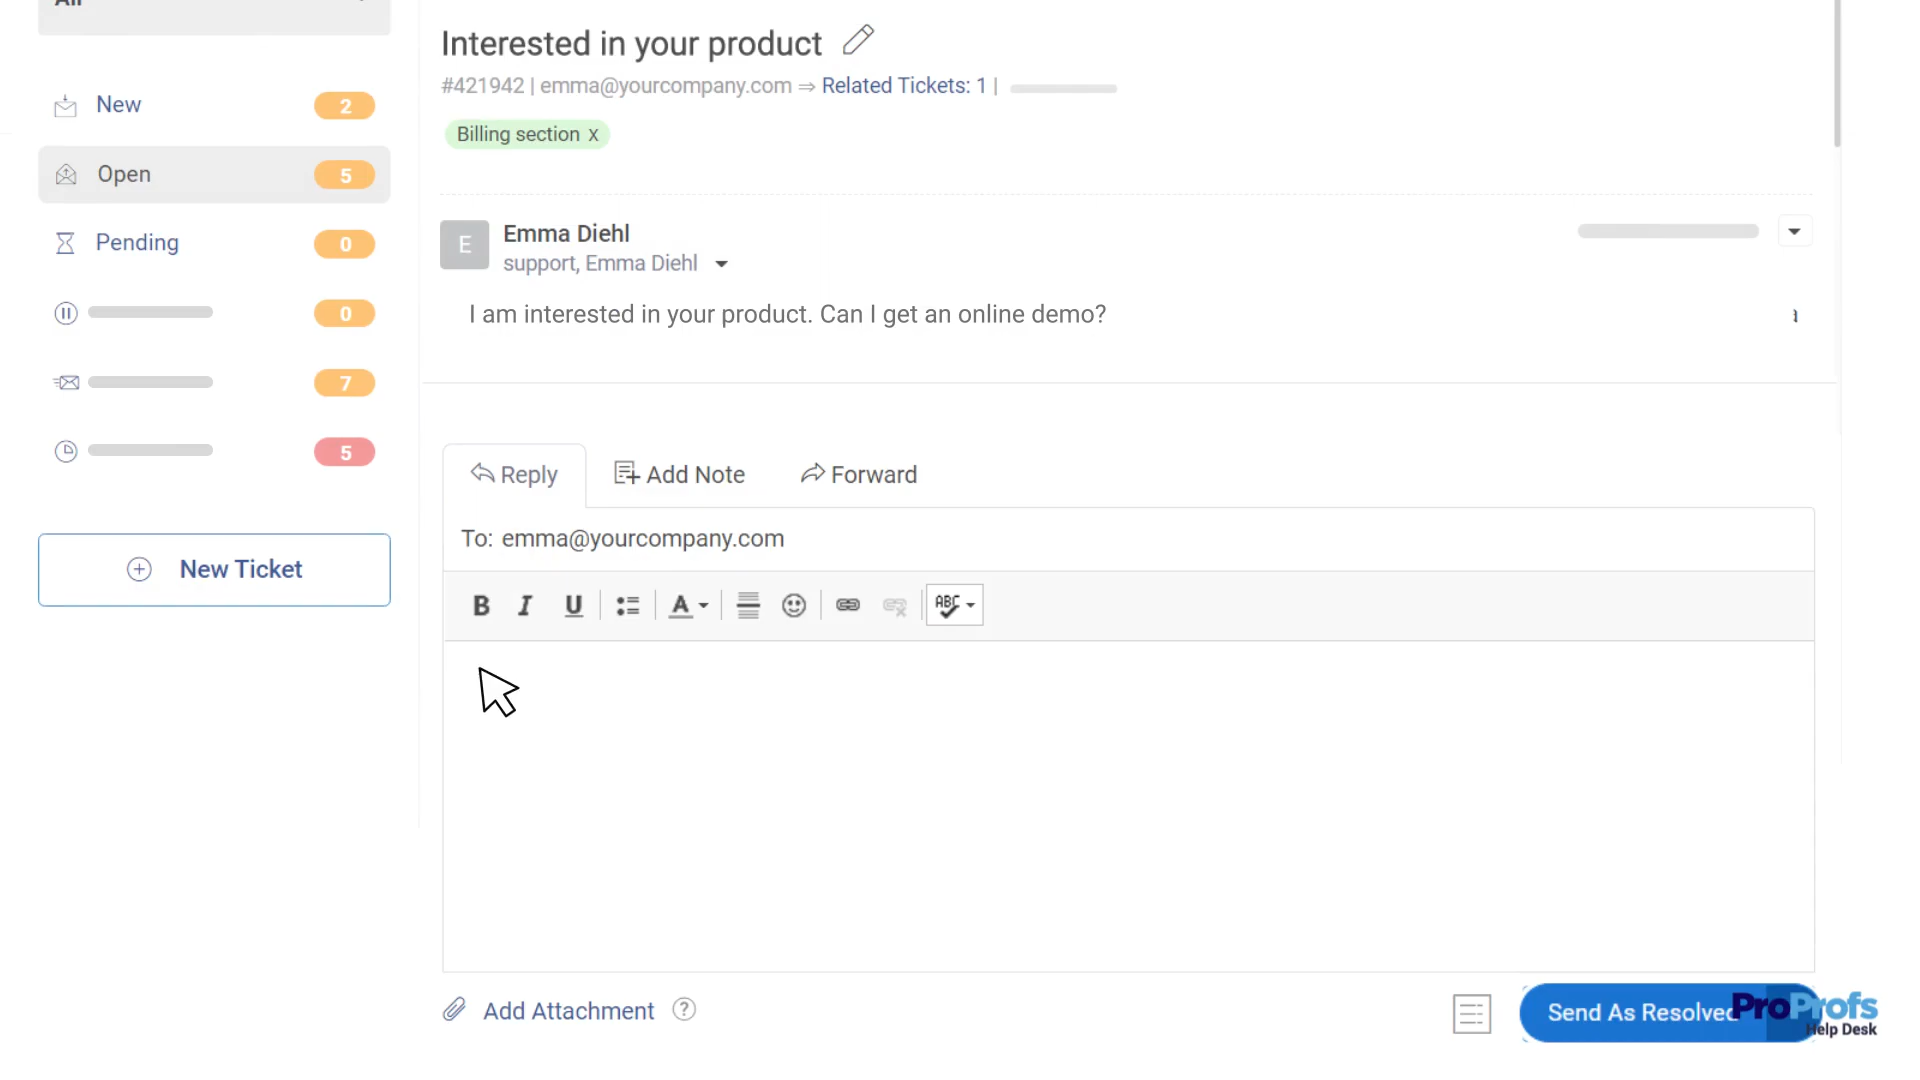 All
New 2
Open 5
Pending 0
0
7
5
New Ticket
Interested in your product
#421942 | emma@yourcompany.com ⇒ Related Tickets: 1 |
Billing section x
E
Emma Diehl
support, Emma Diehl
I am interested in your product. Can I get an online demo?
Reply Add Note Forward
To: emma@yourcompany.com
B I U A ABC
Add Attachment ?
Send As Resolved
ProProfs
Help Desk